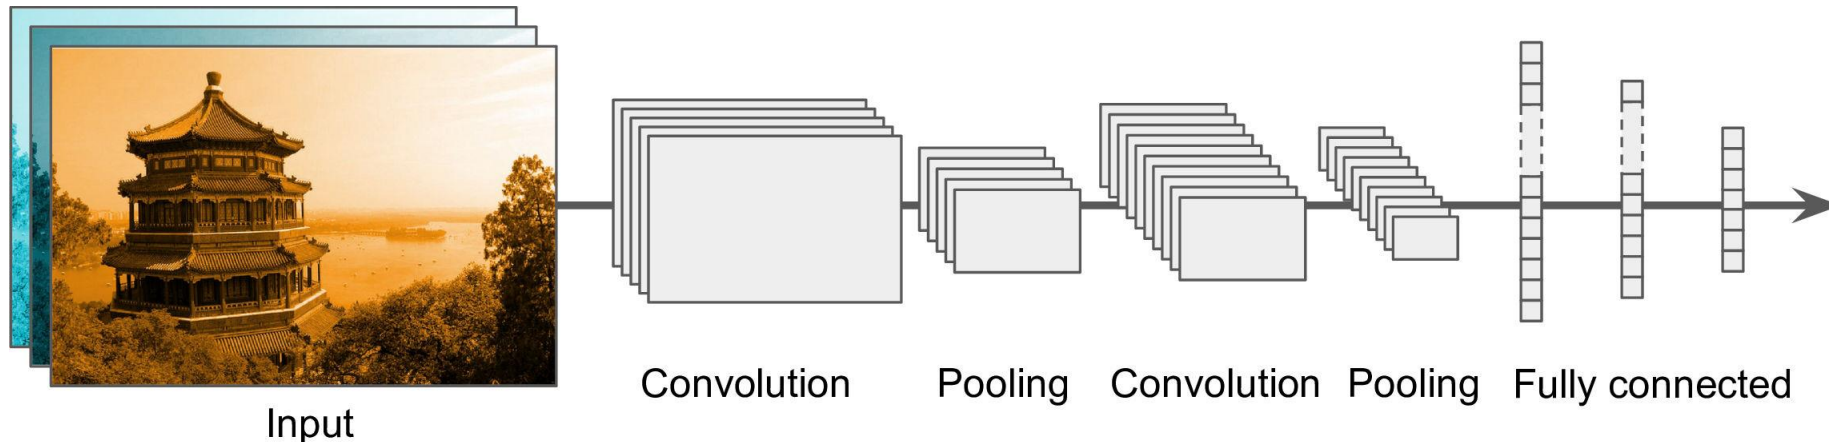 Input
Convolution
Pooling
Convolution
Pooling
Fully connected